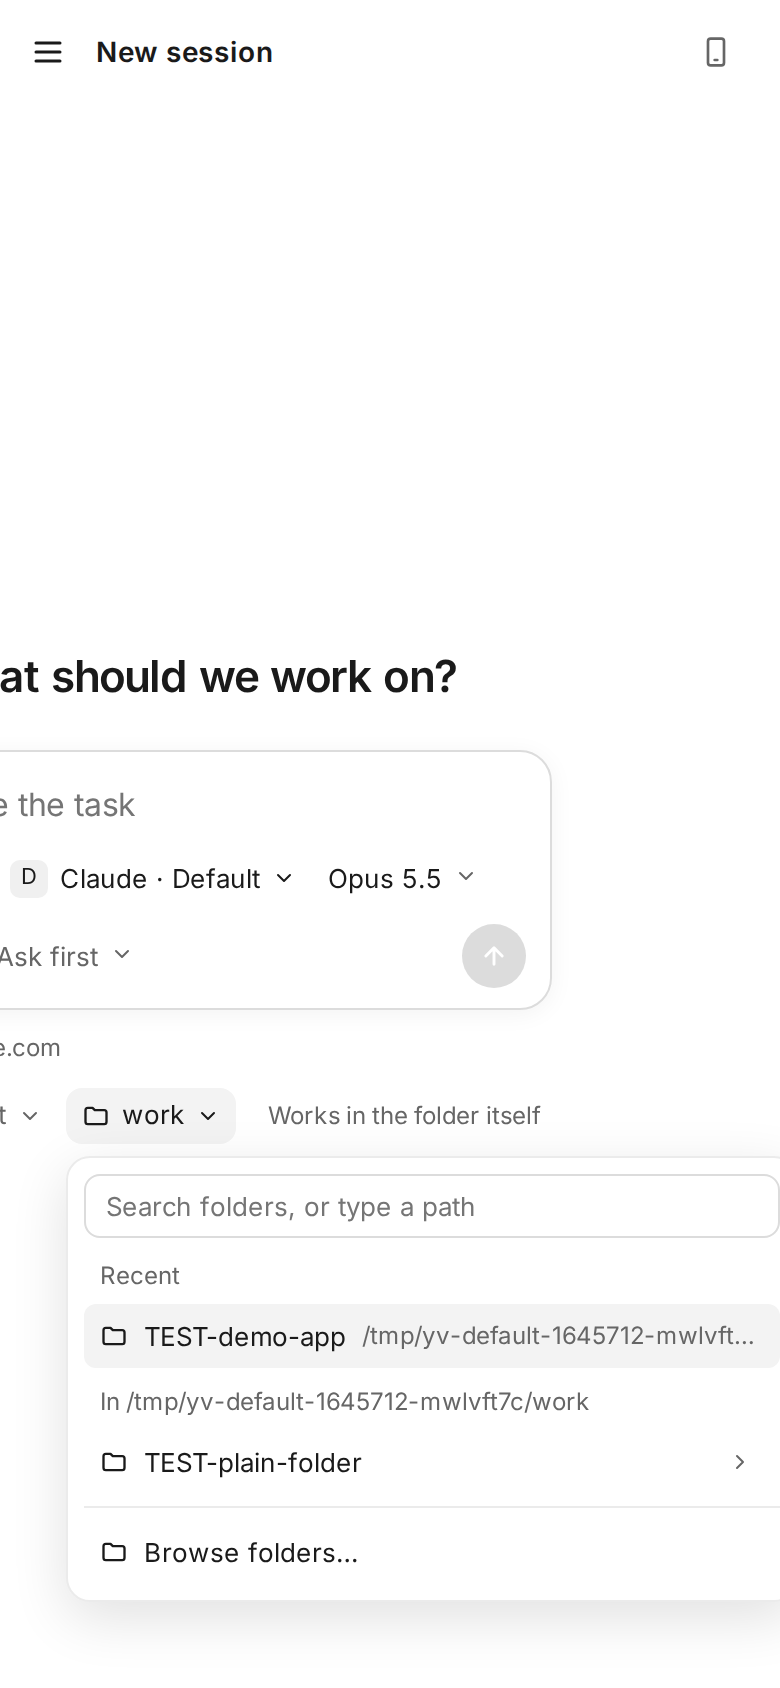 New session
at should we work on?
e the task
D Claude · Default Opus 5.5
Ask first
e.com
t work Works in the folder itself
Search folders, or type a path
Recent
TEST-demo-app /tmp/yv-default-1645712-mwlvft...
In /tmp/yv-default-1645712-mwlvft7c/work
TEST-plain-folder
Browse folders...